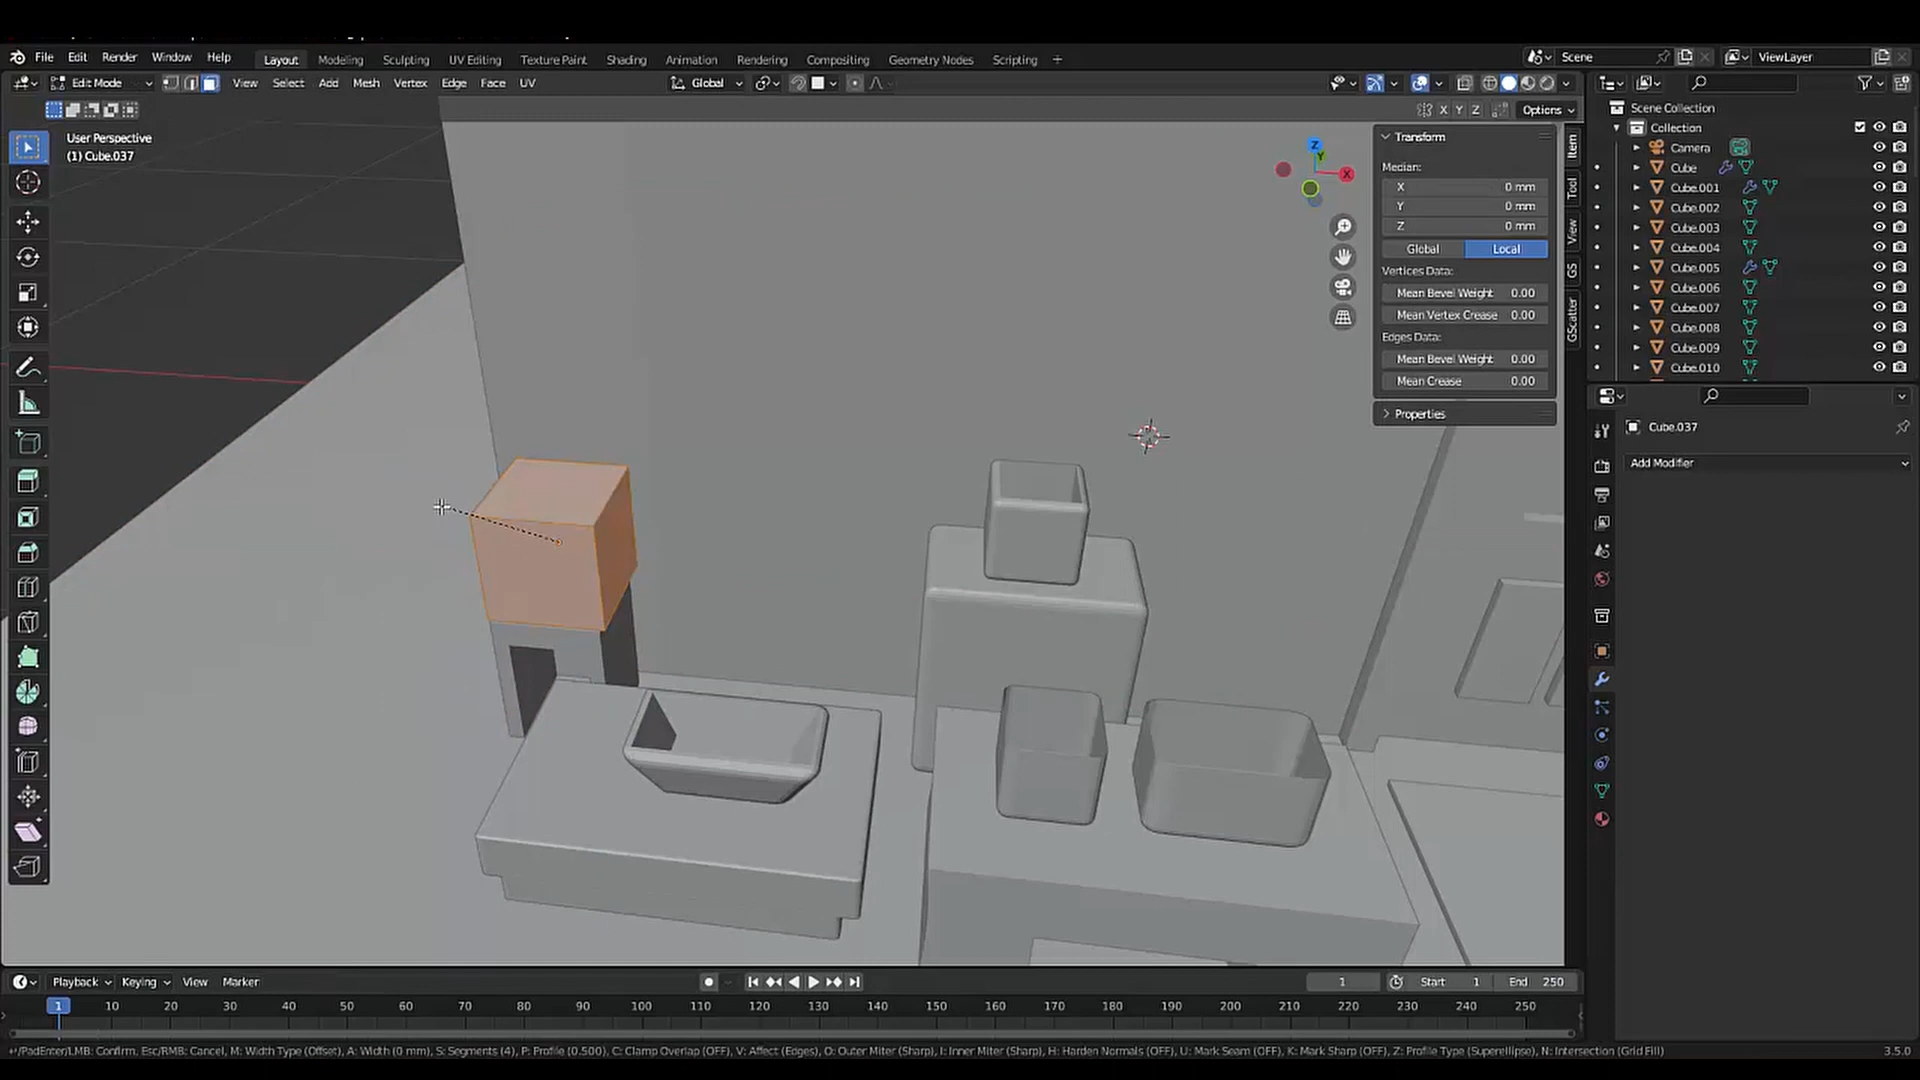 File Edit Render Window Help Layout Modeling Sculpting UV Editing Texture Paint Shading Animation Rendering Compositing Geometry Nodes Scripting + Scene ViewLayer
Edit Mode View Select Add Mesh Vertex Edge Face UV Global
X Y Z Options
User Perspective
(1) Cube.037
Z
Y
X
Transform
Median:
X 0 mm
Y 0 mm
Z 0 mm
Global Local
Vertices Data:
Mean Bevel Weight 0.00
Mean Vertex Crease 0.00
Edges Data:
Mean Bevel Weight 0.00
Mean Crease 0.00
Properties
Item
Tool
View
GS
GScatter
Scene Collection
Collection
Camera
Cube
Cube.001
Cube.002
Cube.003
Cube.004
Cube.005
Cube.006
Cube.007
Cube.008
Cube.009
Cube.010
Cube.037
Add Modifier
Playback Keying View Marker 1 Start 1 End 250
1 10 20 30 40 50 60 70 80 90 100 110 120 130 140 150 160 170 180 190 200 210 220 230 240 250
↵/PadEnter/LMB: Confirm, Esc/RMB: Cancel, M: Width Type (Offset), A: Width (0 mm), S: Segments (4), P: Profile (0.500), C: Clamp Overlap (OFF), V: Affect (Edges), O: Outer Miter (Sharp), I: Inner Miter (Sharp), H: Harden Normals (OFF), U: Mark Seam (OFF), K: Mark Sharp (OFF), Z: Profile Type (Superellipse), N: Intersection (Grid Fill) 3.5.0